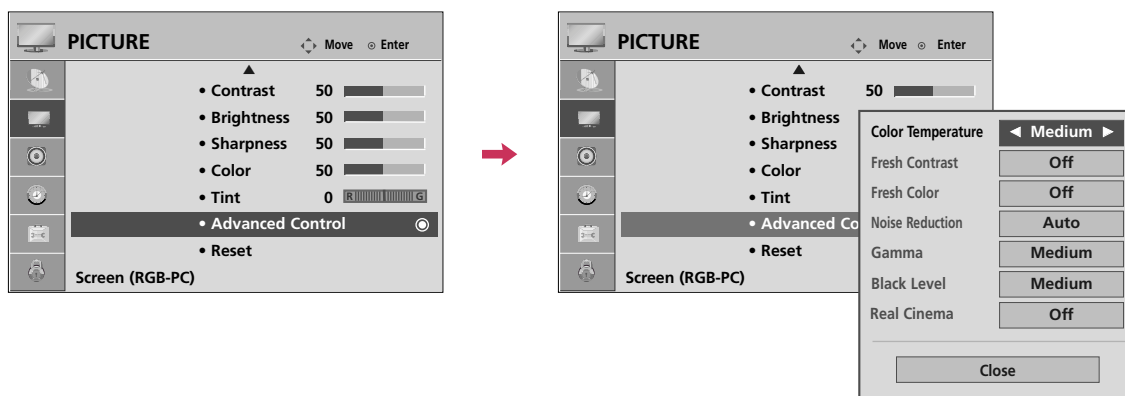 PICTURE Move Enter
• Contrast 50
• Brightness 50
• Sharpness 50
• Color 50
• Tint 0 R G
• Advanced Control
• Reset
Screen (RGB-PC)
PICTURE Move Enter
• Contrast 50
• Brightness
• Sharpness
• Color
• Tint
• Advanced Co
• Reset
Screen (RGB-PC)
Color Temperature ◄ Medium ►
Fresh Contrast Off
Fresh Color Off
Noise Reduction Auto
Gamma Medium
Black Level Medium
Real Cinema Off
Close